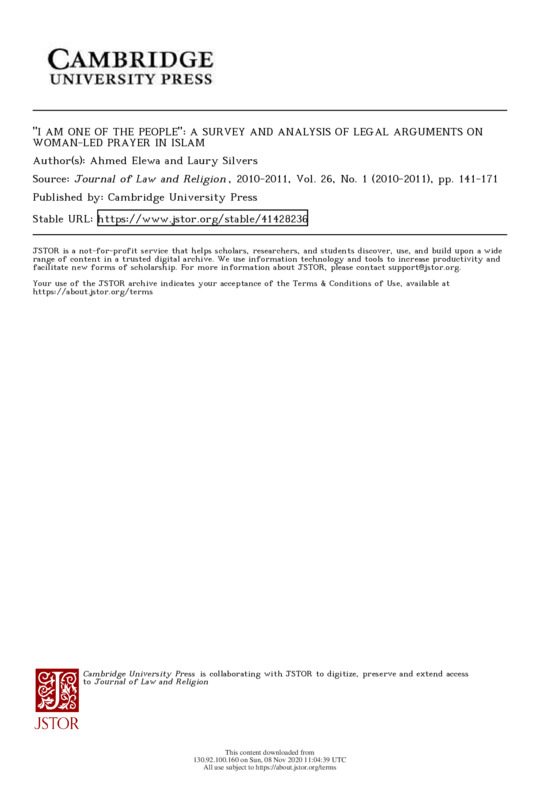 CAMBRIDGE
UNIVERSITY PRESS
"I AM ONE OF THE PEOPLE": A SURVEY AND ANALYSIS OF LEGAL ARGUMENTS ON
WOMAN-LED PRAYER IN ISLAM
Author(s): Ahmed Elewa and Laury Silvers
Source: Journal of Law and Religion, 2010-2011, Vol. 26, No. 1 (2010-2011), pp. 141-171
Published by: Cambridge University Press
Stable URL: https://www.jstor.org/stable/41428236
JSTOR is a not-for-profit service that helps scholars, researchers, and students discover, use, and build upon a wide
range of content in a trusted digital archive. We use information technology and tools to increase productivity and
facilitate new forms of scholarship. For more information about JSTOR, please contact support@jstor.org.
Your use of the JSTOR archive indicates your acceptance of the Terms & Conditions of Use, available at
https://about.jstor.org/terms
Cambridge University Press is collaborating with JSTOR to digitize, preserve and extend access
to Journal of Law and Religion
JSTOR
This content downloaded from
130.92.100.160 on Sun, 08 Nov 2020 11:04:39 UTC
All use subject to https://about.jstor.org/terms